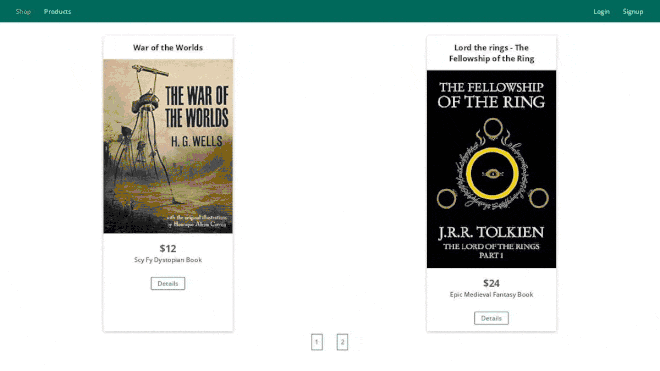 Shop Products Login Signup
War of the Worlds
THE WAR OF
THE WORLDS
H. G. WELLS
with the original illustrations
by Henrique Alvim Corrêa
$12
Scy Fy Dystopian Book
Details
Lord the rings - The
Fellowship of the Ring
THE FELLOWSHIP
OF THE RING
J.R.R. TOLKIEN
THE LORD OF THE RINGS
PART 1
$24
Epic Medieval Fantasy Book
Details
1 2